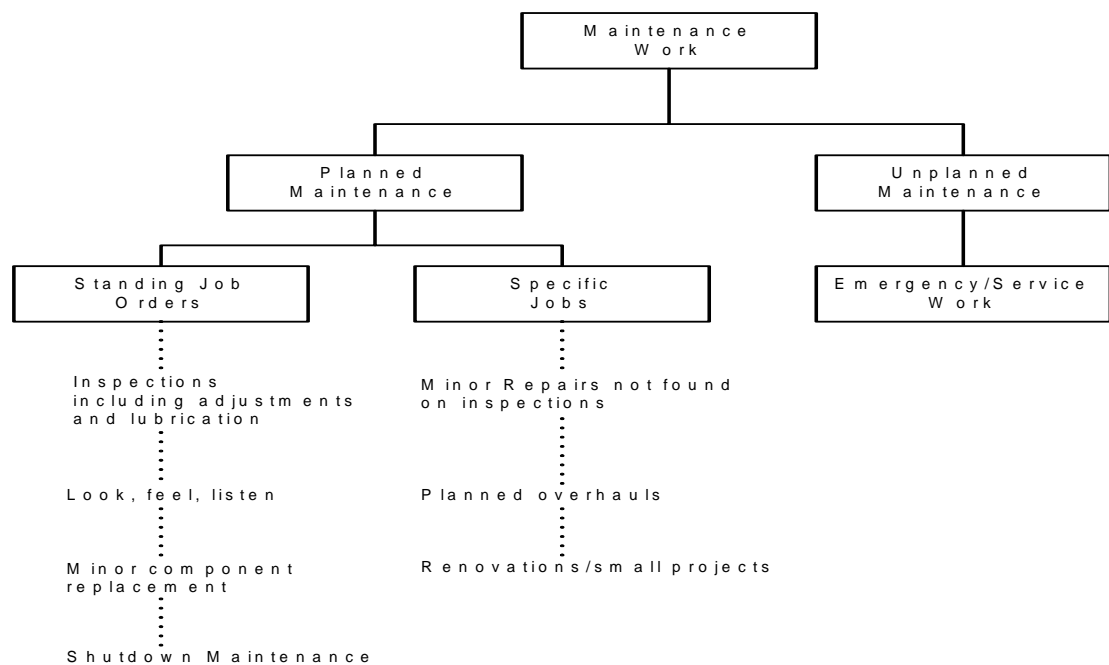 Maintenance
Work
Planned
Maintenance
Unplanned
Maintenance
Standing Job
Orders
Specific
Jobs
Emergency/Service
Work
Inspections
including adjustments
and lubrication
Minor Repairs not found
on inspections
Look, feel, listen
Planned overhauls
Minor component
replacement
Renovations/small projects
Shutdown Maintenance